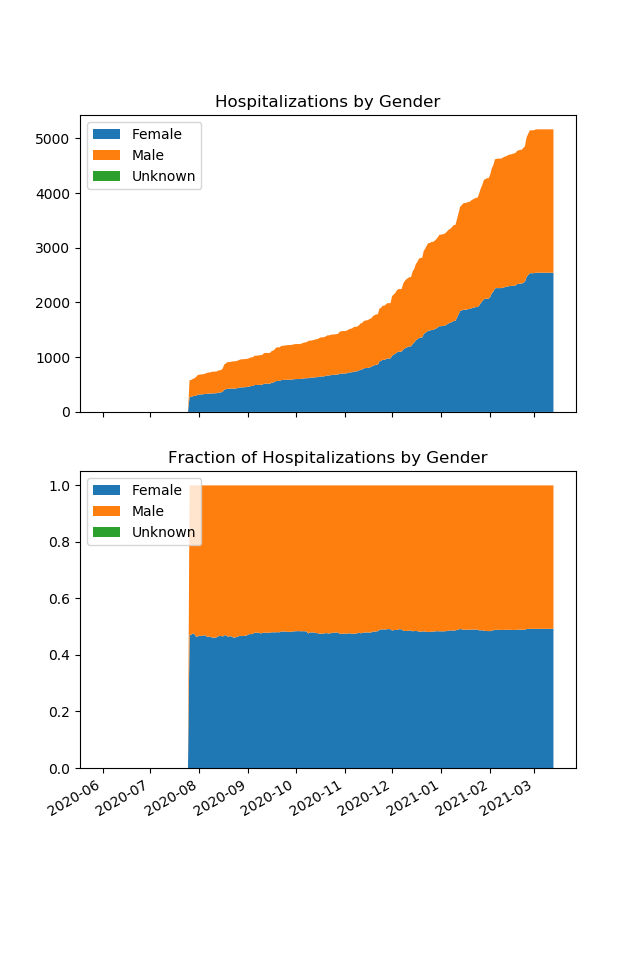 Hospitalizations by Gender
Female
Male
Unknown
5000
4000
3000
2000
1000
0
Fraction of Hospitalizations by Gender
Female
Male
Unknown
1.0
0.8
0.6
0.4
0.2
0.0
2020-06
2020-07
2020-08
2020-09
2020-10
2020-11
2020-12
2021-01
2021-02
2021-03